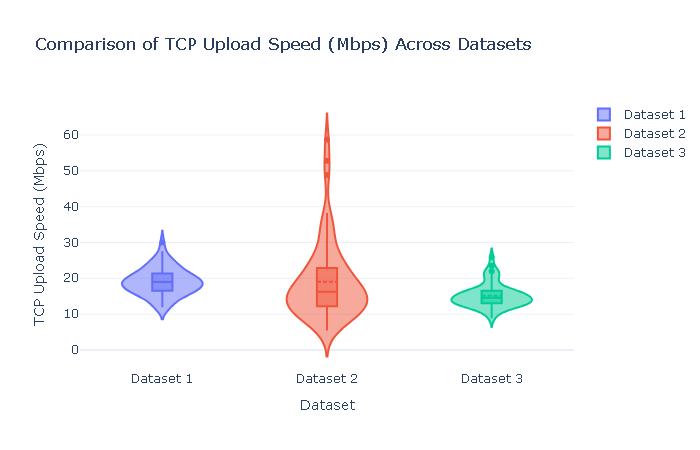 Comparison of TCP Upload Speed (Mbps) Across Datasets
Dataset 1
Dataset 2
Dataset 3
TCP Upload Speed (Mbps)
60
50
40
30
20
10
0
Dataset 1
Dataset 2
Dataset 3
Dataset